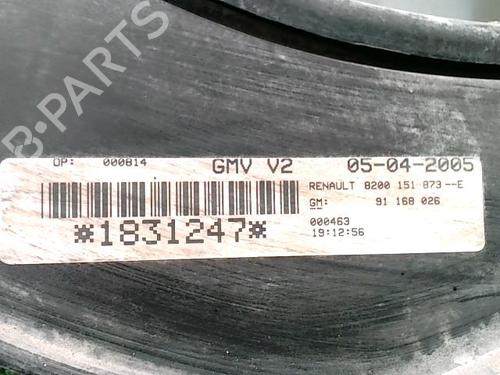 B-PARTS
OP: 000814 GMV V2 05-04-2005
RENAULT 8200 151 873--E
GM: 91 168 026
*1831247* 000463
19:12:56